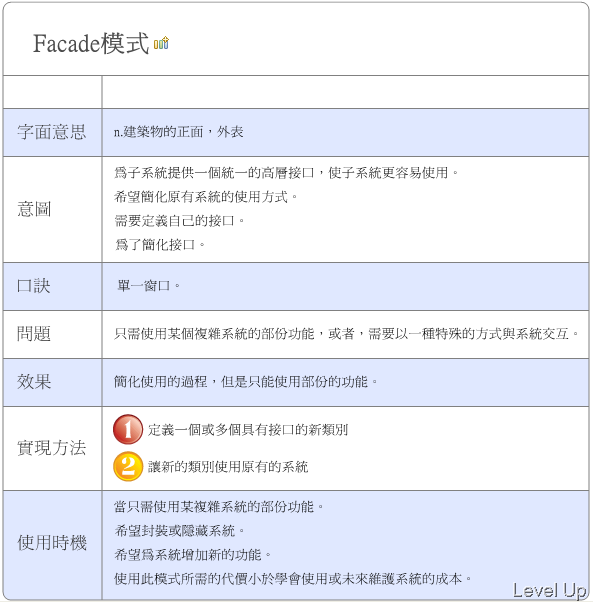 Facade模式
字面意思
n.建築物的正面，外表
意圖
爲子系統提供一個統一的高層接口，使子系統更容易使用。
希望簡化原有系統的使用方式。
需要定義自己的接口。
爲了簡化接口。
口訣
單一窗口。
問題
只需使用某個複雜系統的部份功能，或者，需要以一種特殊的方式與系統交互。
效果
簡化使用的過程，但是只能使用部份的功能。
實現方法
1 定義一個或多個具有接口的新類別
2 讓新的類別使用原有的系統
使用時機
當只需使用某複雜系統的部份功能。
希望封裝或隱藏系統。
希望爲系統增加新的功能。
使用此模式所需的代價小於學會使用或未來維護系統的成本。
Level Up